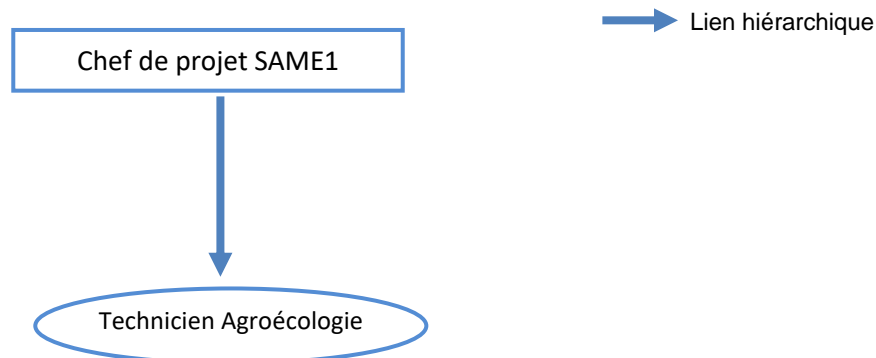 Lien hiérarchique
Chef de projet SAME1
Technicien Agroécologie